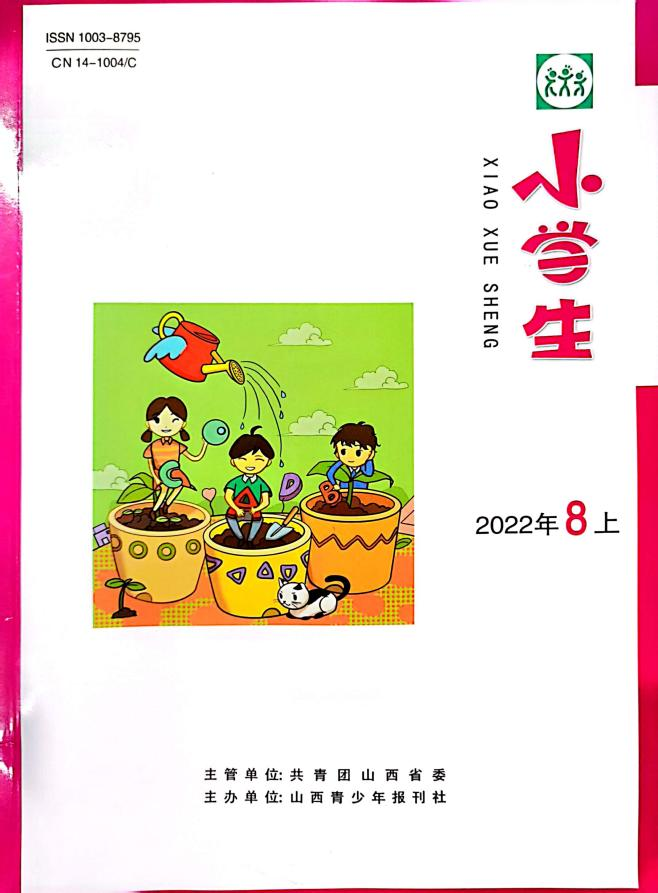 ISSN 1003-8795
CN 14-1004/C
小学生
XIAO XUE SHENG
C
A
D
B
2022年8上
主管单位:共青团山西省委
主办单位:山西青少年报刊社